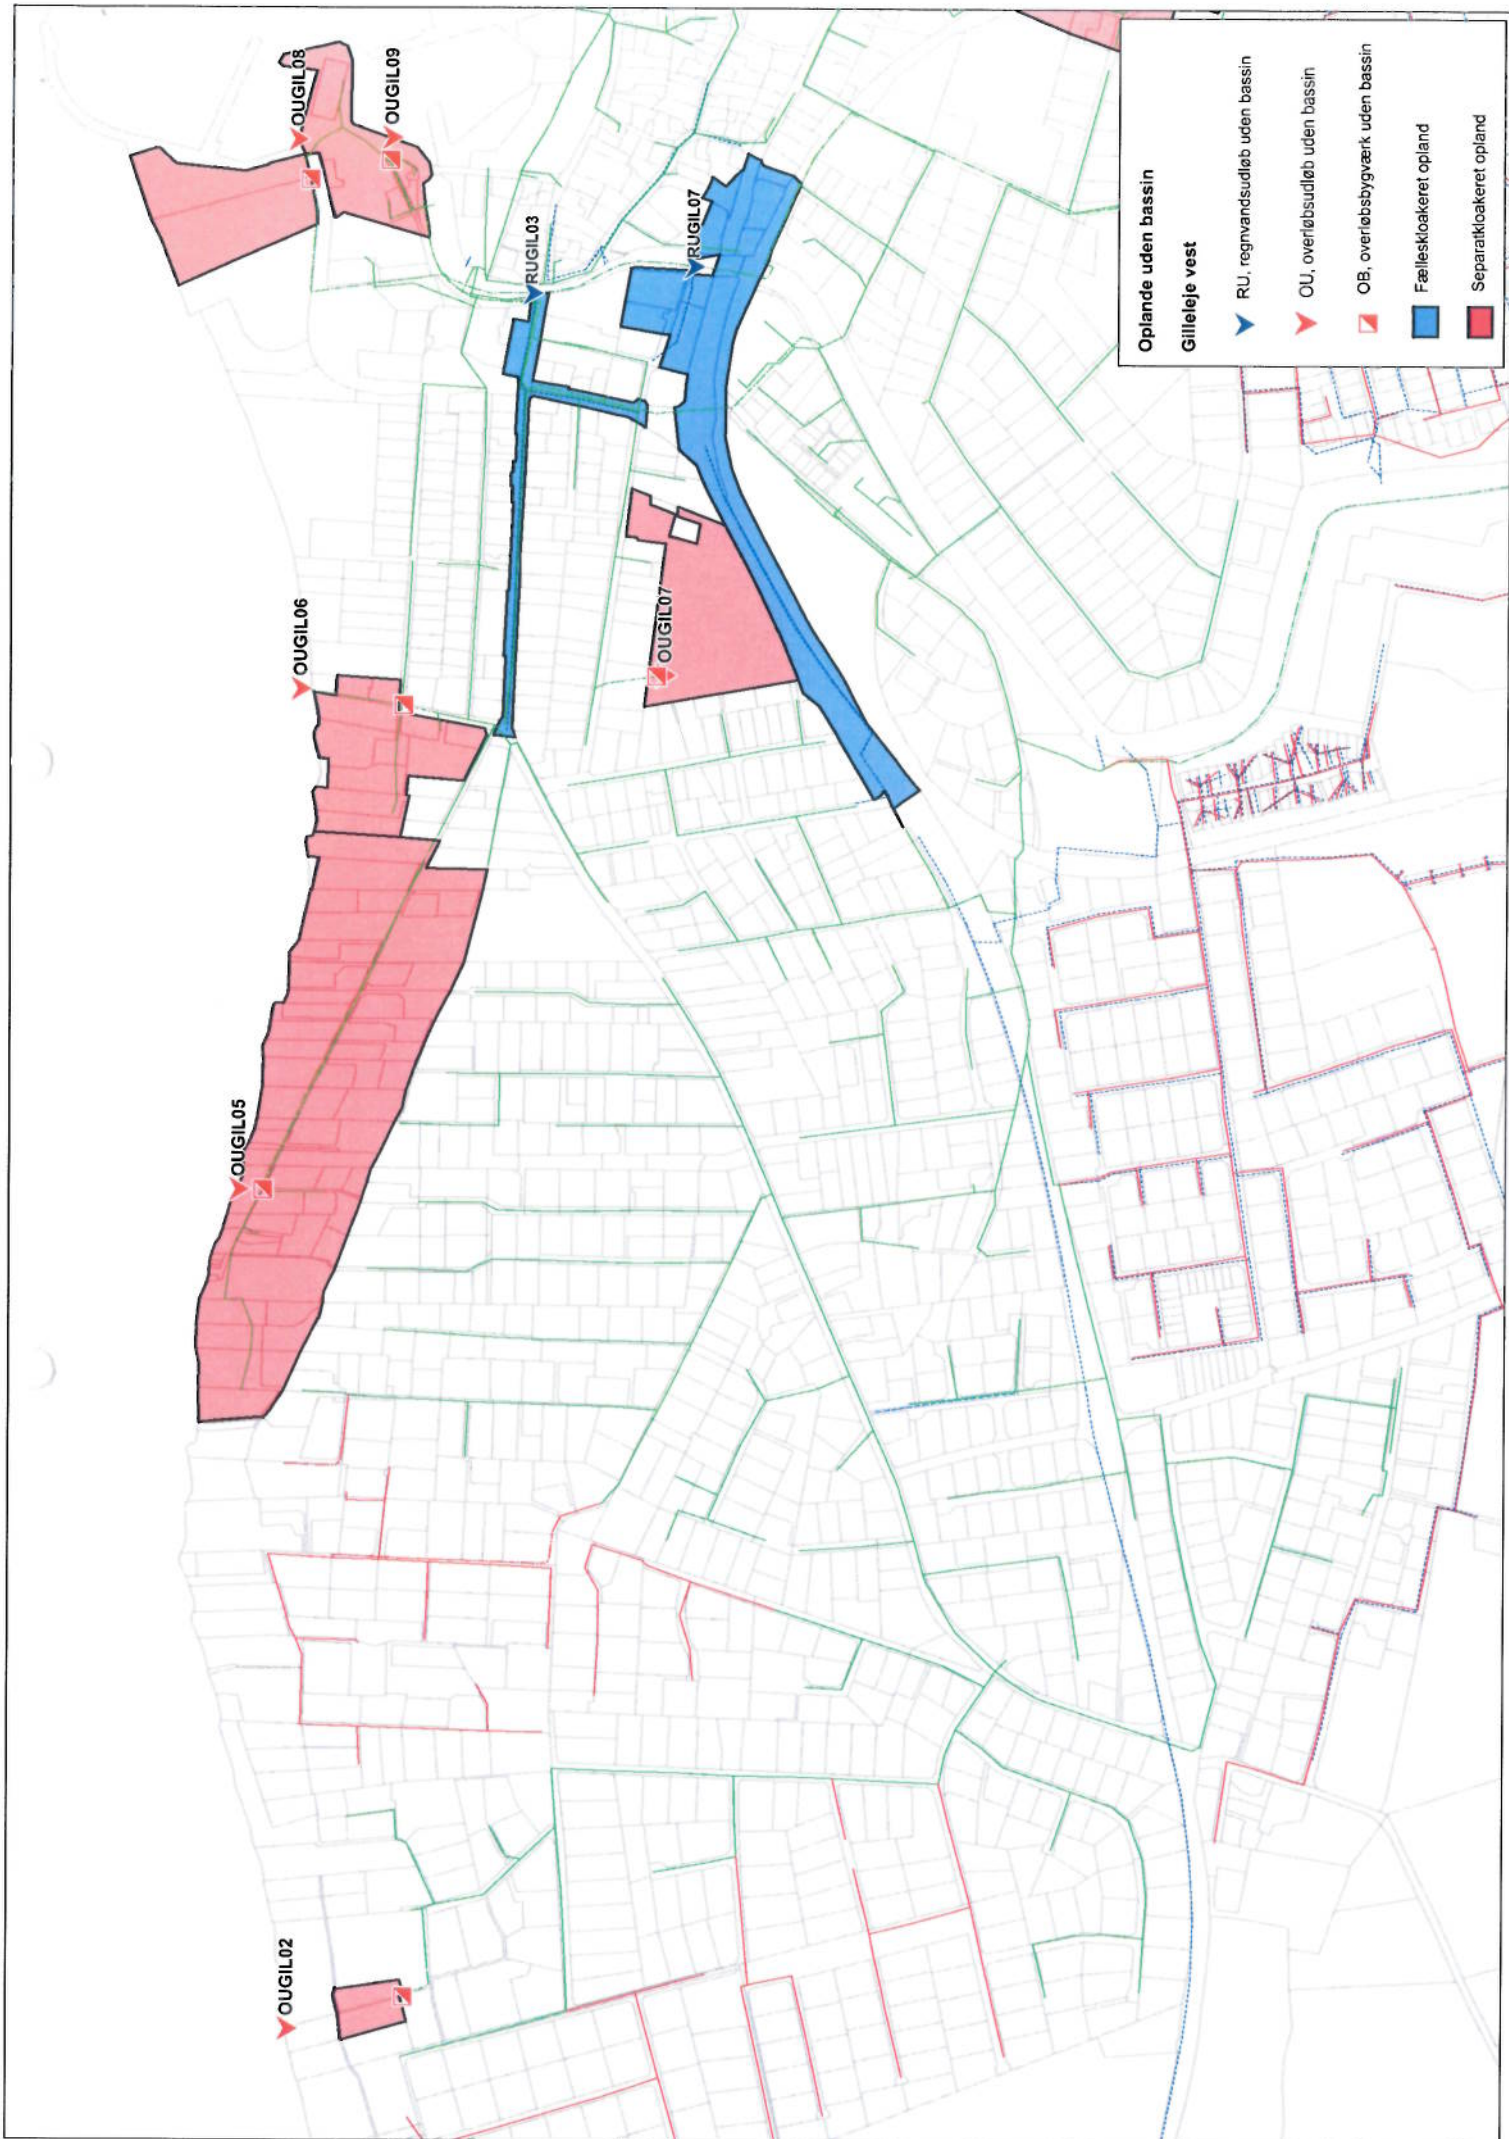 Oplande uden bassin
Gilleleje vest
RU, regnvandsudløb uden bassin
OU, overløbsudløb uden bassin
OB, overløbsbygværk uden bassin
Fælleskloakeret opland
Separatkloakeret opland
OUGIL02
OUGIL05
OUGIL06
OUGIL07
OUGIL08
OUGIL09
RUGIL03
RUGIL07